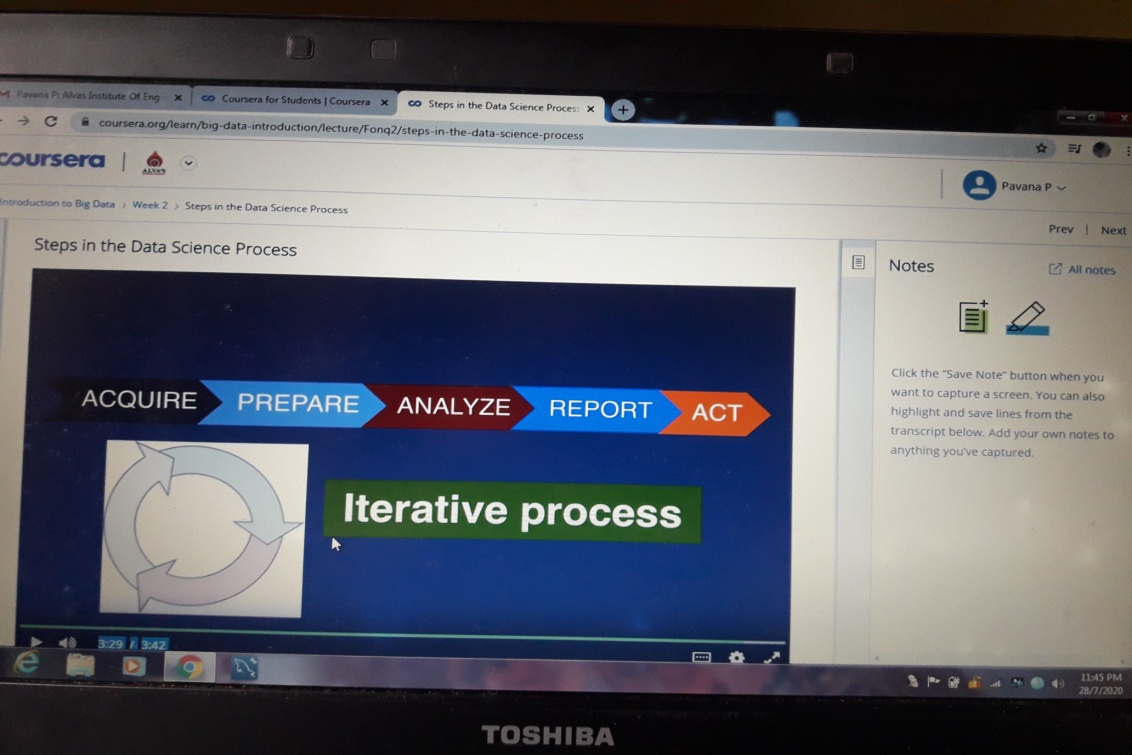 Pavana P: Alvas Institute Of Eng
Coursera for Students | Coursera
Steps in the Data Science Process
coursera.org/learn/big-data-introduction/lecture/Fonq2/steps-in-the-data-science-process
coursera
ALVA'S
Pavana P
Introduction to Big Data > Week 2 > Steps in the Data Science Process
Prev | Next
Steps in the Data Science Process
Notes
All notes
Click the "Save Note" button when you
want to capture a screen. You can also
highlight and save lines from the
transcript below. Add your own notes to
anything you've captured.
ACQUIRE PREPARE ANALYZE REPORT ACT
Iterative process
3:29 / 3:42
11:45 PM
28/7/2020
TOSHIBA